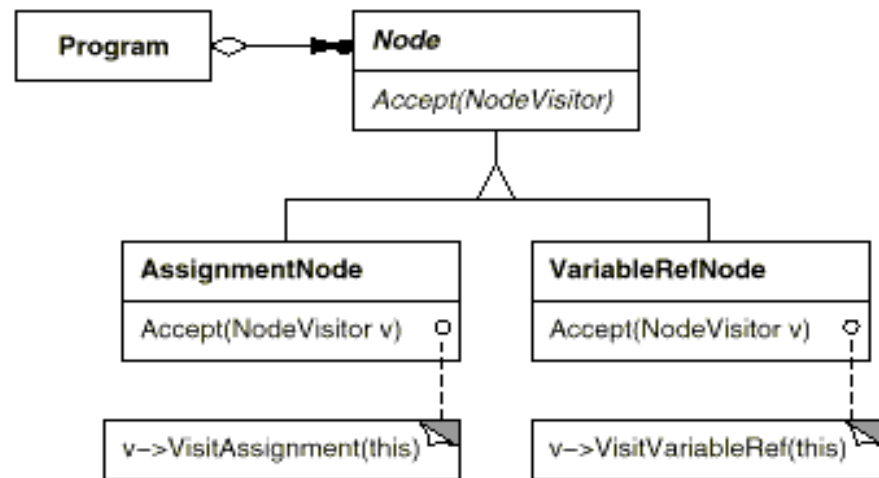 Program
Node
Accept(NodeVisitor)
AssignmentNode
VariableRefNode
Accept(NodeVisitor v)
Accept(NodeVisitor v)
v->VisitAssignment(this)
v->VisitVariableRef(this)